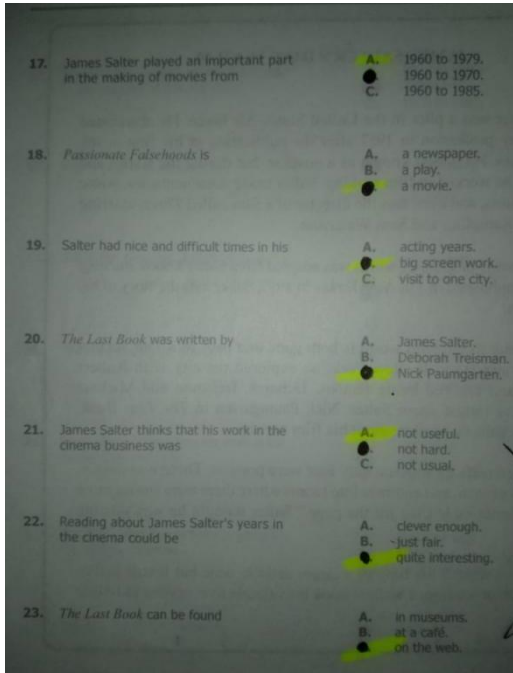 17. James Salter played an important part A. 1960 to 1979.
in the making of movies from 1960 to 1970.
C. 1960 to 1985.
18. Passionate Falsehoods is A. a newspaper.
B. a play.
a movie.
19. Salter had nice and difficult times in his A. acting years.
big screen work.
C. visit to one city.
20. The Last Book was written by A. James Salter.
B. Deborah Treisman.
Nick Paumgarten.
21. James Salter thinks that his work in the A. not useful.
cinema business was not hard.
C. not usual.
22. Reading about James Salter's years in A. clever enough.
the cinema could be B. just fair.
quite interesting.
23. The Last Book can be found A. in museums.
B. at a café.
on the web.